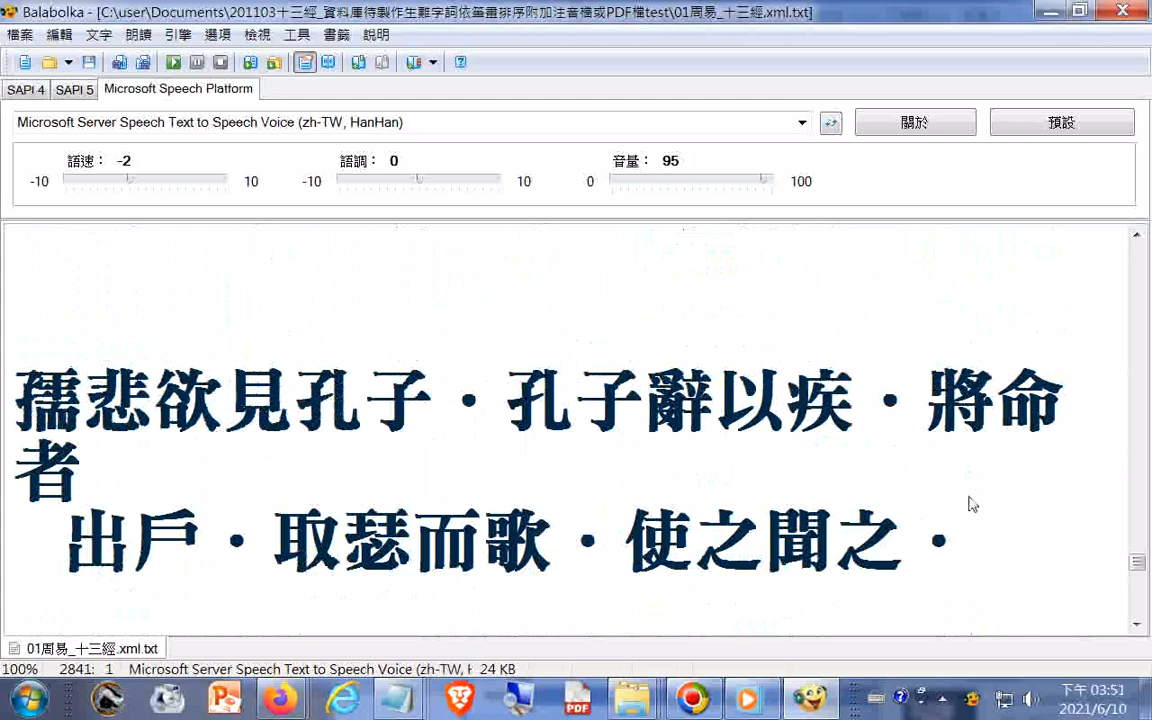 Balabolka - [C:\user\Documents\201103十三經_資料庫待製作生難字詞依筆畫排序附加注音檔或PDF檔test\01周易_十三經.xml.txt]
檔案 編輯 文字 朗讀 引擎 選項 檢視 工具 書籤 說明
SAPI 4 SAPI 5 Microsoft Speech Platform
Microsoft Server Speech Text to Speech Voice (zh-TW, HanHan) 關於 預設
語速： -2 語調： 0 音量： 95
-10 10 -10 10 0 100
孺悲欲見孔子·孔子辭以疾·將命
者
出戶·取瑟而歌·使之聞之·
01周易_十三經.xml.txt
100% 2841: 1 Microsoft Server Speech Text to Speech Voice (zh-TW, 24 KB
下午 03:51
2021/6/10